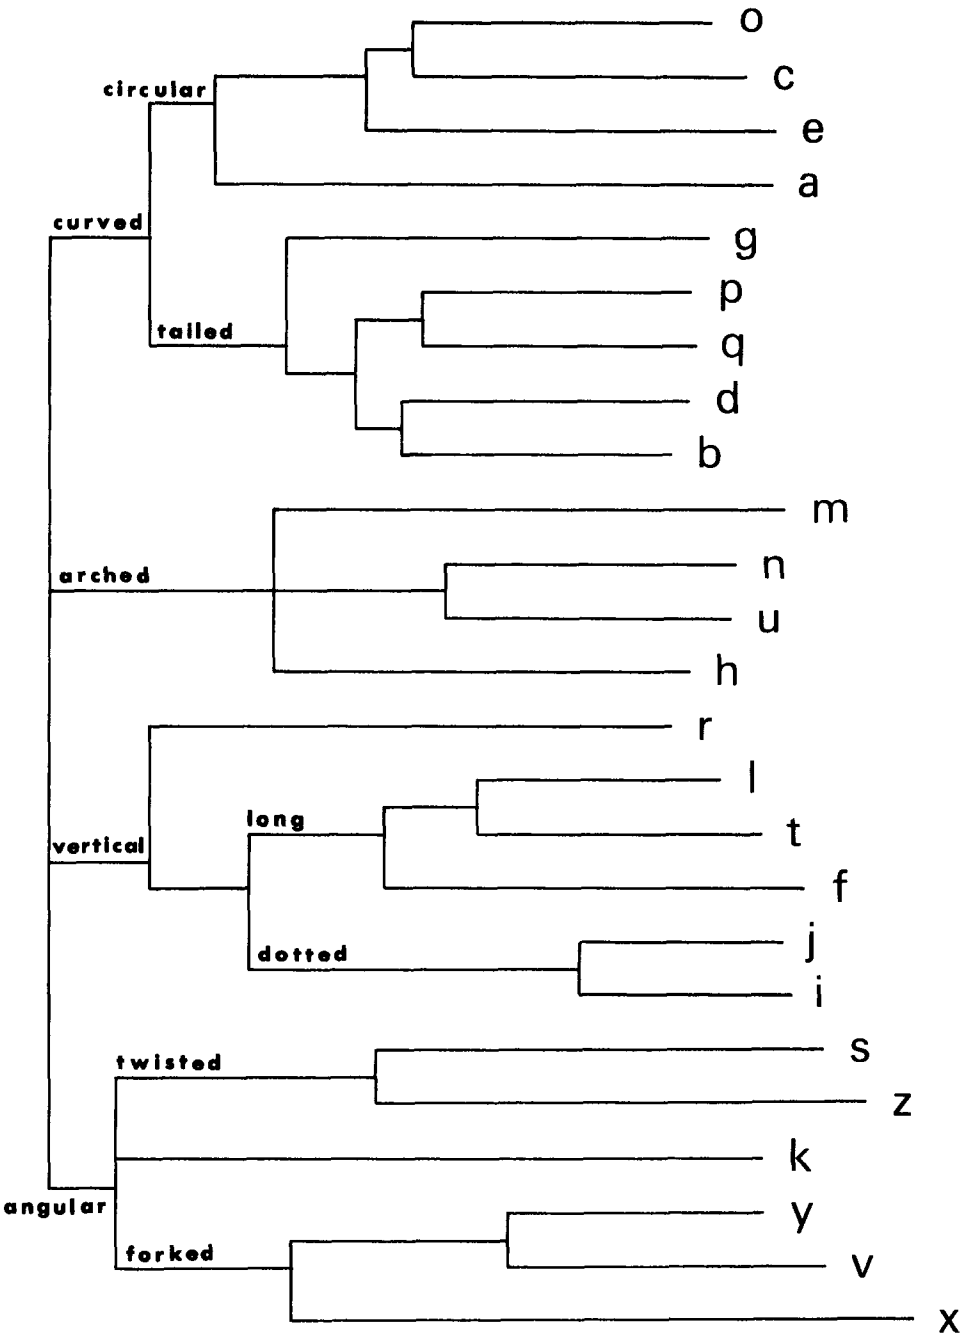 o
c
circular
e
a
curved
g
p
tailed
q
d
b
m
n
arched
u
h
r
l
long
t
vertical
f
j
dotted
i
s
twisted
z
k
y
angular
forked
v
x